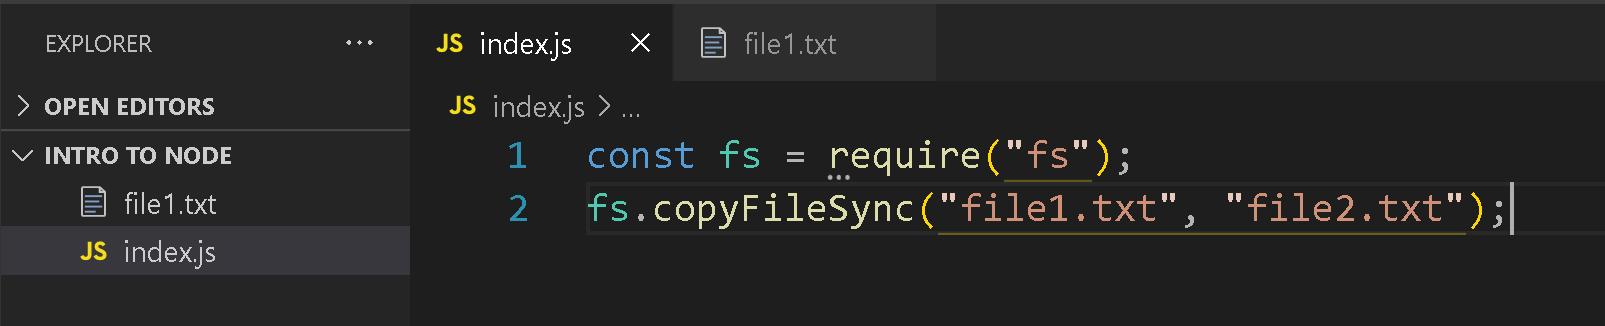 EXPLORER ...
OPEN EDITORS
INTRO TO NODE
file1.txt
JS index.js
JS index.js file1.txt
JS index.js > ...
1 const fs = require("fs");
2 fs.copyFileSync("file1.txt", "file2.txt");